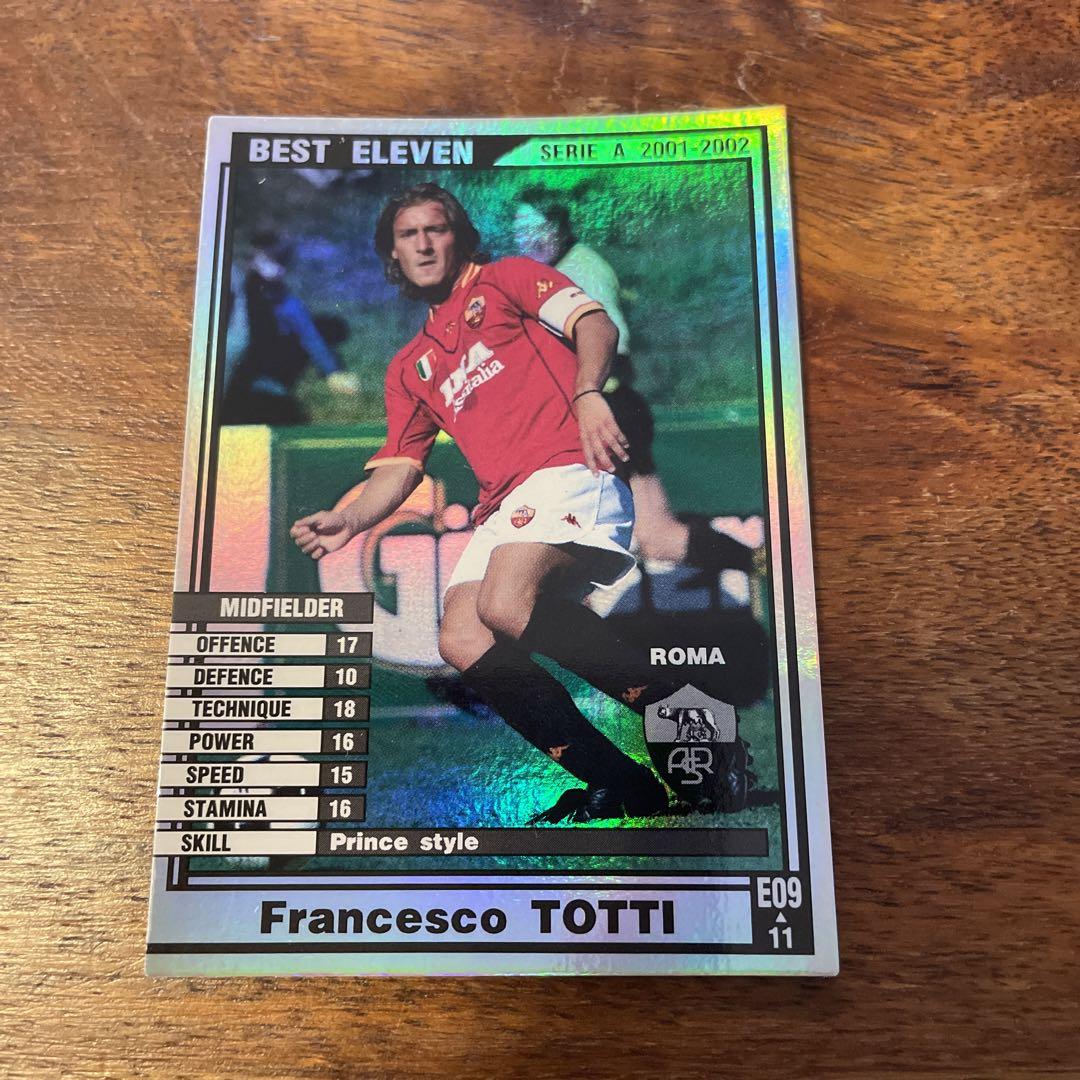 BEST ELEVEN
SERIE A 2001-2002
MIDFIELDER
OFFENCE 17
DEFENCE 10
TECHNIQUE 18
POWER 16
SPEED 15
STAMINA 16
SKILL Prince style
ROMA
ASR
Francesco TOTTI
E09
11